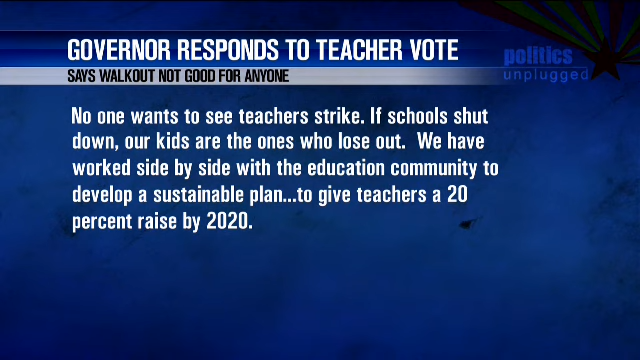 GOVERNOR RESPONDS TO TEACHER VOTE
SAYS WALKOUT NOT GOOD FOR ANYONE
politics
unplugged
No one wants to see teachers strike. If schools shut
down, our kids are the ones who lose out. We have
worked side by side with the education community to
develop a sustainable plan...to give teachers a 20
percent raise by 2020.